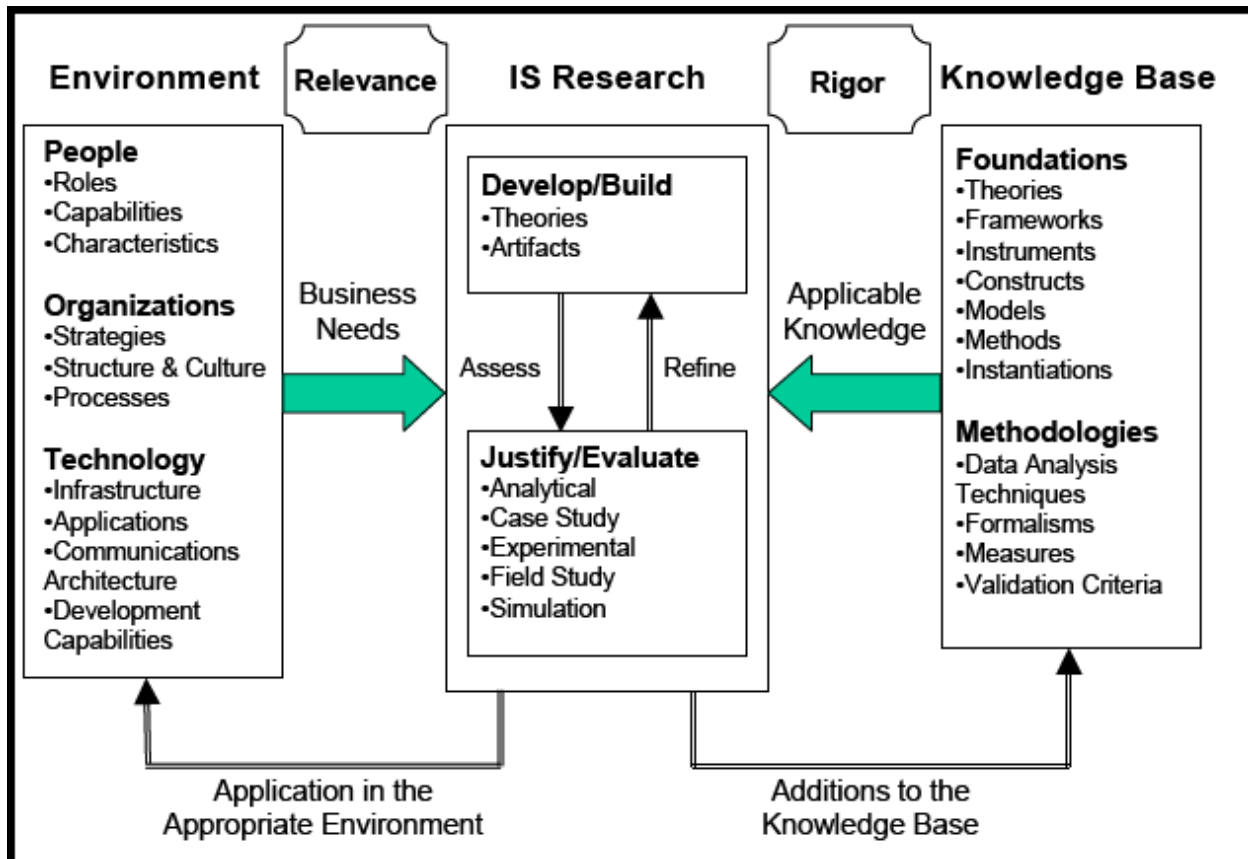 Environment
Relevance
IS Research
Rigor
Knowledge Base
People
•Roles
•Capabilities
•Characteristics
Organizations
•Strategies
•Structure & Culture
•Processes
Technology
•Infrastructure
•Applications
•Communications
Architecture
•Development
Capabilities
Business
Needs
Develop/Build
•Theories
•Artifacts
Assess
Refine
Justify/Evaluate
•Analytical
•Case Study
•Experimental
•Field Study
•Simulation
Applicable
Knowledge
Foundations
•Theories
•Frameworks
•Instruments
•Constructs
•Models
•Methods
•Instantiations
Methodologies
•Data Analysis
Techniques
•Formalisms
•Measures
•Validation Criteria
Application in the
Appropriate Environment
Additions to the
Knowledge Base